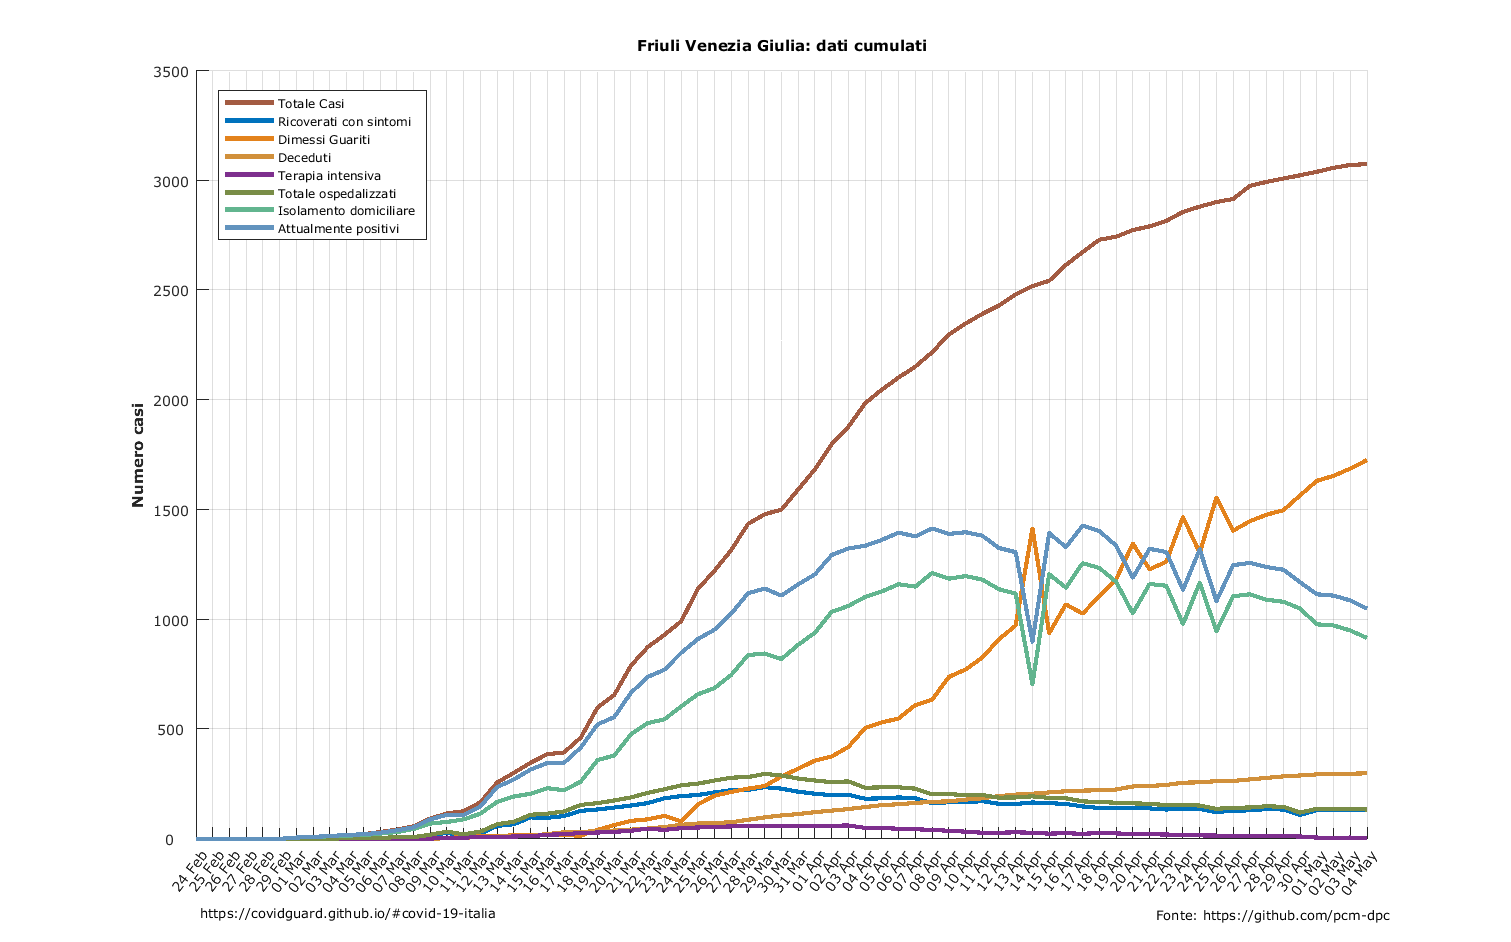 Friuli Venezia Giulia: dati cumulati
3500
3000
2500
2000
1500
1000
500
0
Numero casi
Totale Casi
Ricoverati con sintomi
Dimessi Guariti
Deceduti
Terapia intensiva
Totale ospedalizzati
Isolamento domiciliare
Attualmente positivi
24 Feb
25 Feb
26 Feb
27 Feb
28 Feb
29 Feb
01 Mar
02 Mar
03 Mar
04 Mar
05 Mar
06 Mar
07 Mar
08 Mar
09 Mar
10 Mar
11 Mar
12 Mar
13 Mar
14 Mar
15 Mar
16 Mar
17 Mar
18 Mar
19 Mar
20 Mar
21 Mar
22 Mar
23 Mar
24 Mar
25 Mar
26 Mar
27 Mar
28 Mar
29 Mar
30 Mar
31 Mar
01 Apr
02 Apr
03 Apr
04 Apr
05 Apr
06 Apr
07 Apr
08 Apr
09 Apr
10 Apr
11 Apr
12 Apr
13 Apr
14 Apr
15 Apr
16 Apr
17 Apr
18 Apr
19 Apr
20 Apr
21 Apr
22 Apr
23 Apr
24 Apr
25 Apr
26 Apr
27 Apr
28 Apr
29 Apr
30 Apr
01 May
02 May
03 May
04 May
https://covidguard.github.io/#covid-19-italia
Fonte: https://github.com/pcm-dpc